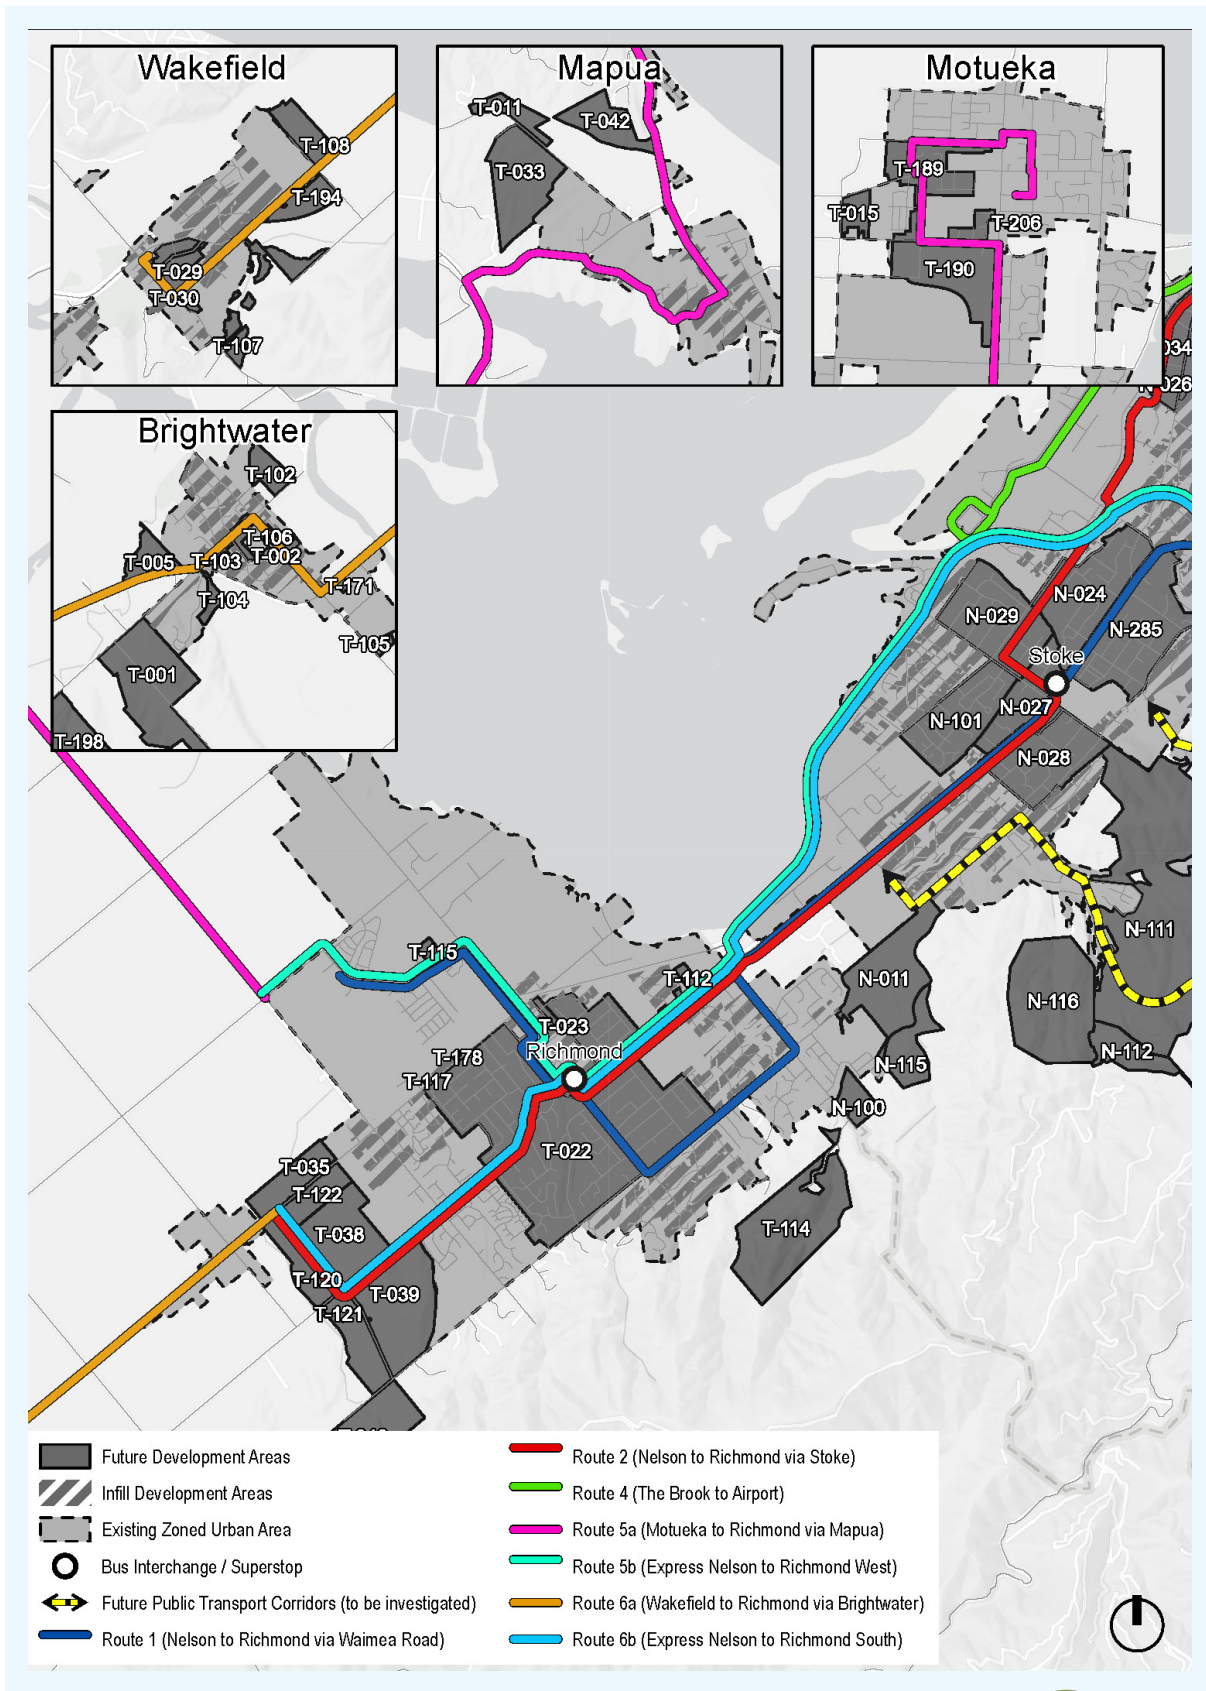 Wakefield
T-108
T-194
T-029
T-030
T-107
Mapua
T-011
T-042
T-033
Motueka
T-189
T-015
T-206
T-190
034
N-026
Brightwater
T-102
T-106
T-002
T-005
T-103
T-171
T-104
T-105
T-001
T-198
N-024
N-029
N-285
Stoke
N-027
N-101
N-028
N-111
T-115
T-112
N-011
N-116
T-023
Richmond
T-178
T-117
N-112
N-115
N-100
T-022
T-035
T-122
T-038
T-114
T-120
T-039
T-121
Future Development Areas
Infill Development Areas
Existing Zoned Urban Area
Bus Interchange / Superstop
Future Public Transport Corridors (to be investigated)
Route 1 (Nelson to Richmond via Waimea Road)
Route 2 (Nelson to Richmond via Stoke)
Route 4 (The Brook to Airport)
Route 5a (Motueka to Richmond via Mapua)
Route 5b (Express Nelson to Richmond West)
Route 6a (Wakefield to Richmond via Brightwater)
Route 6b (Express Nelson to Richmond South)